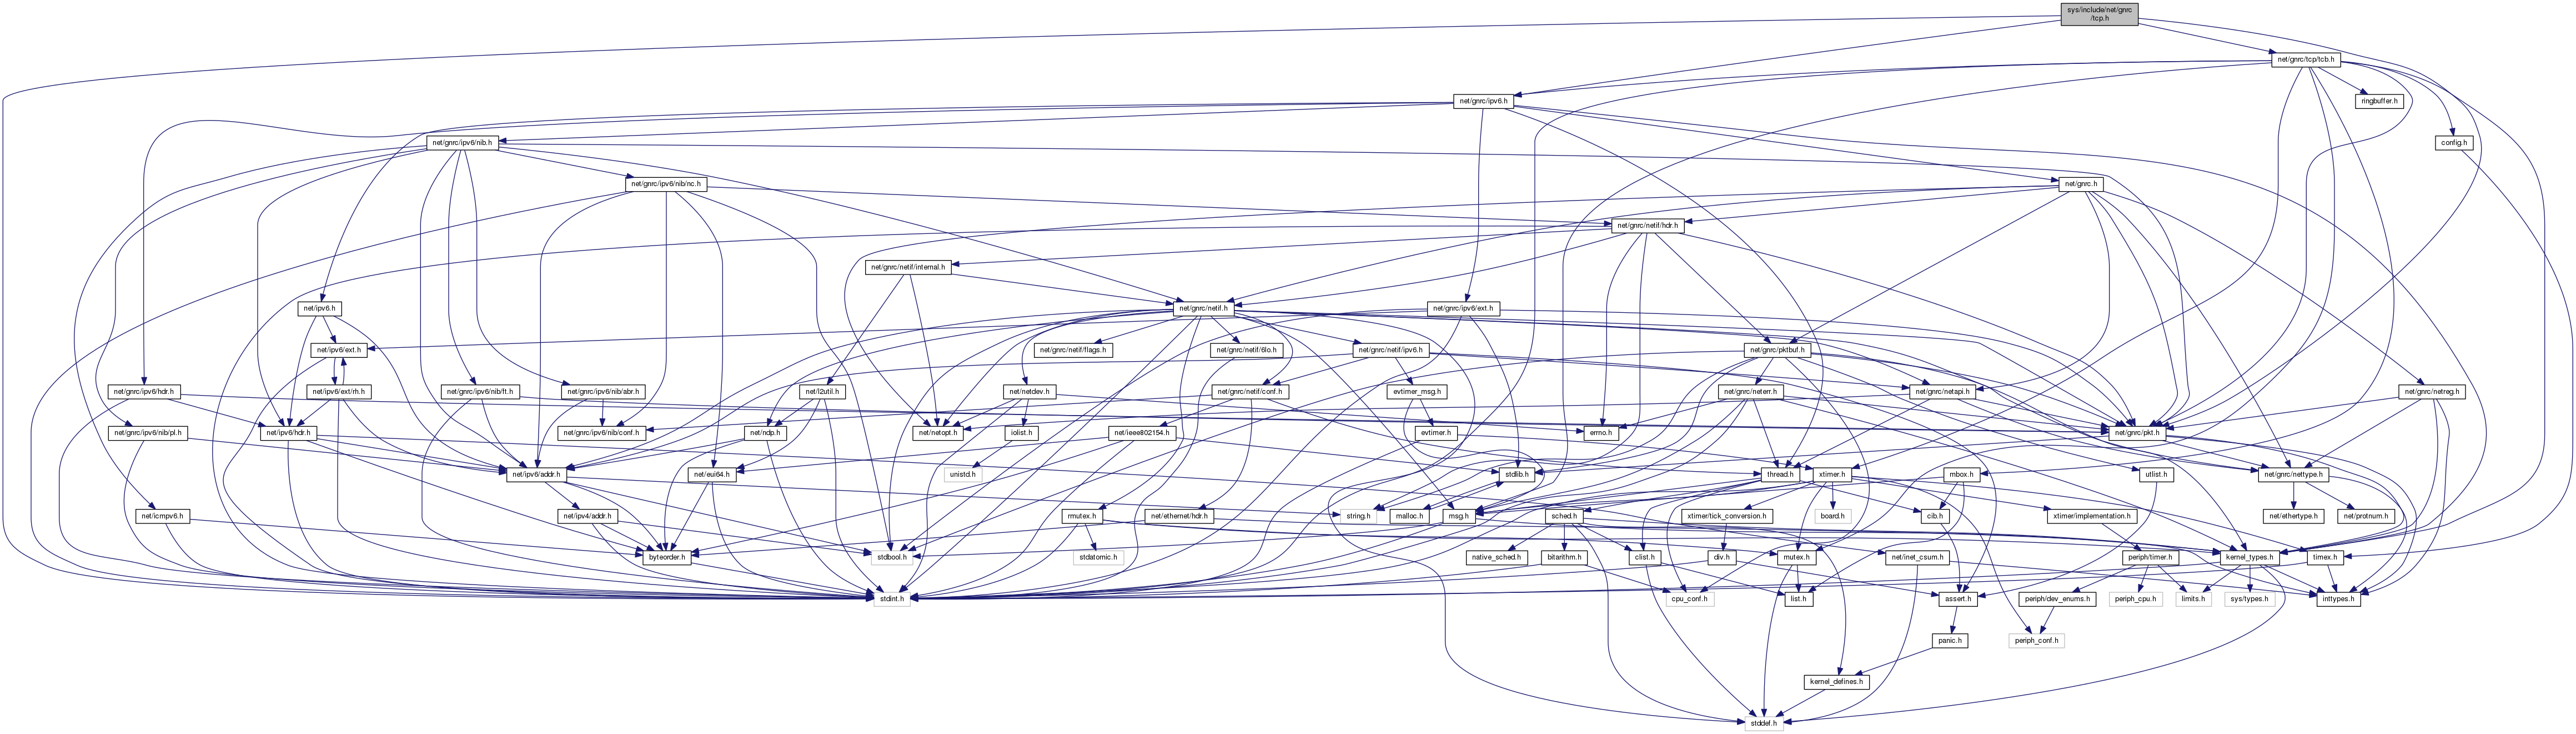 sys/include/net/gnrc
/tcp.h
net/gnrc/tcp/tcb.h
net/gnrc/ipv6.h
ringbuffer.h
net/gnrc/ipv6/nib.h
config.h
net/gnrc/ipv6/nib/nc.h
net/gnrc.h
net/gnrc/netif/hdr.h
net/gnrc/netif/internal.h
net/ipv6.h
net/gnrc/netif.h
net/gnrc/ipv6/ext.h
net/ipv6/ext.h
net/gnrc/netif/flags.h
net/gnrc/netif/6lo.h
net/gnrc/netif/ipv6.h
net/gnrc/pktbuf.h
net/gnrc/ipv6/hdr.h
net/ipv6/ext/rh.h
net/gnrc/ipv6/nib/ft.h
net/gnrc/ipv6/nib/abr.h
net/l2util.h
net/netdev.h
net/gnrc/netif/conf.h
evtimer_msg.h
net/gnrc/neterr.h
net/gnrc/netapi.h
net/gnrc/netreg.h
net/gnrc/ipv6/nib/pl.h
net/ipv6/hdr.h
net/gnrc/ipv6/nib/conf.h
net/ndp.h
net/netopt.h
iolist.h
net/ieee802154.h
evtimer.h
errno.h
net/gnrc/pkt.h
net/ipv6/addr.h
net/eui64.h
unistd.h
stdlib.h
thread.h
xtimer.h
mbox.h
utlist.h
net/gnrc/nettype.h
net/icmpv6.h
net/ipv4/addr.h
string.h
rmutex.h
net/ethernet/hdr.h
malloc.h
msg.h
sched.h
xtimer/tick_conversion.h
board.h
cib.h
xtimer/implementation.h
net/ethertype.h
net/protnum.h
byteorder.h
stdbool.h
stdatomic.h
native_sched.h
bitarithm.h
clist.h
div.h
mutex.h
net/inet_csum.h
periph/timer.h
kernel_types.h
timex.h
stdint.h
cpu_conf.h
list.h
assert.h
periph/dev_enums.h
periph_cpu.h
limits.h
sys/types.h
inttypes.h
panic.h
periph_conf.h
kernel_defines.h
stddef.h